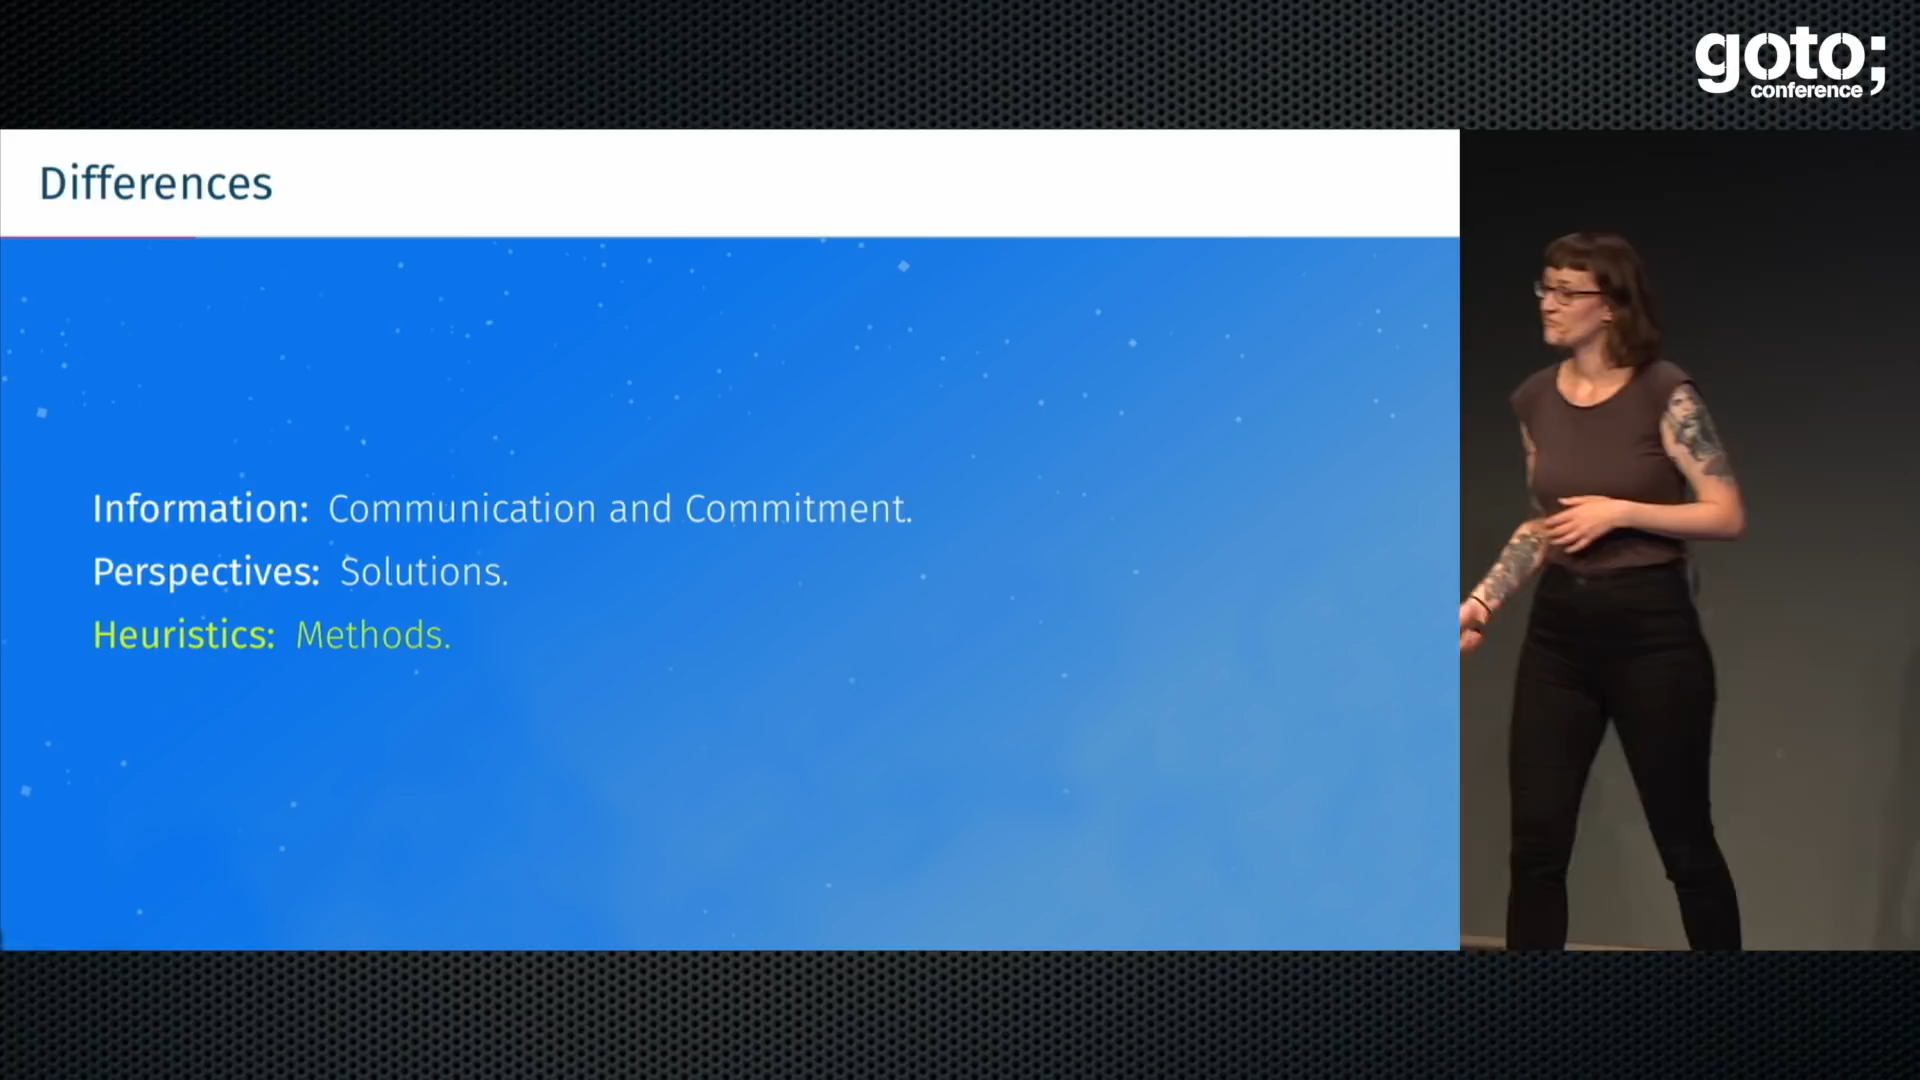 goto;
conference
Differences
Information: Communication and Commitment.
Perspectives: Solutions.
Heuristics: Methods.